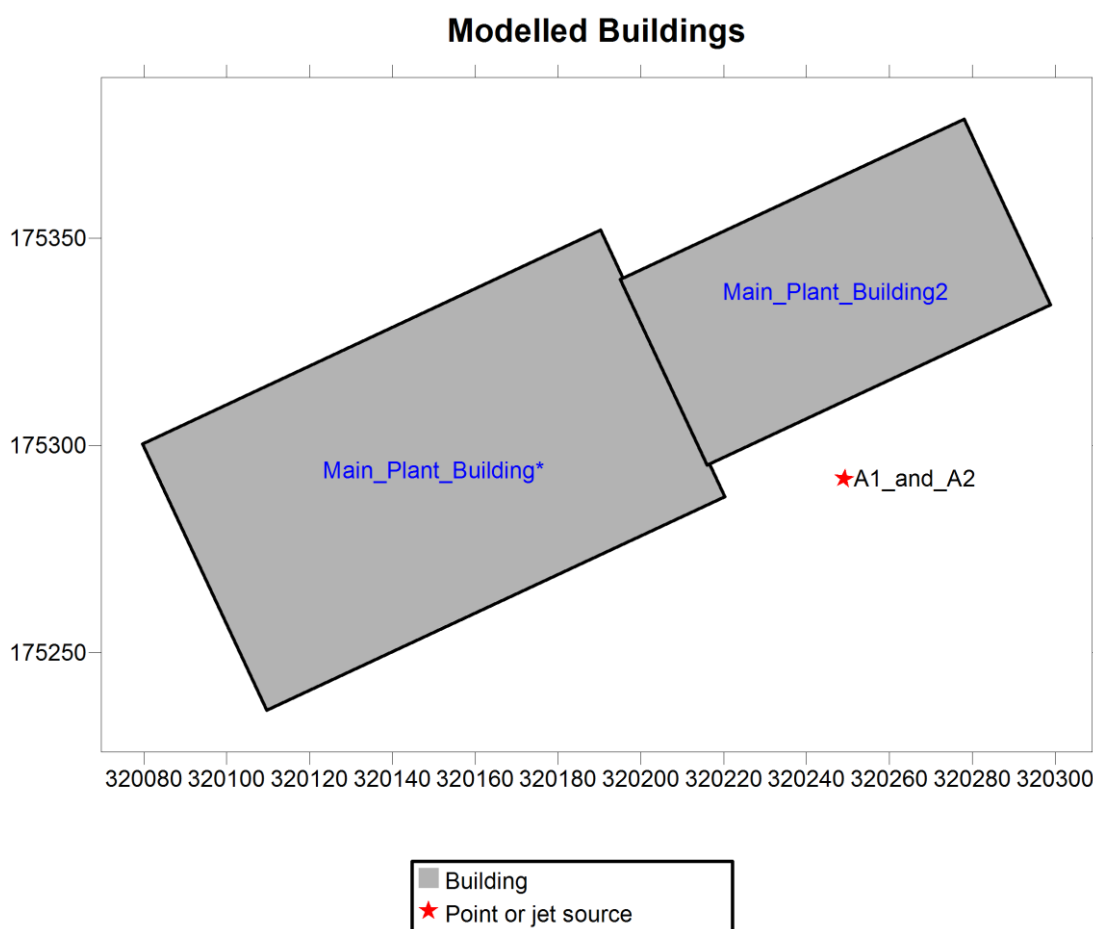 Modelled Buildings
175350
Main_Plant_Building2
175300
Main_Plant_Building*
A1_and_A2
175250
320080 320100 320120 320140 320160 320180 320200 320220 320240 320260 320280 320300
Building
Point or jet source